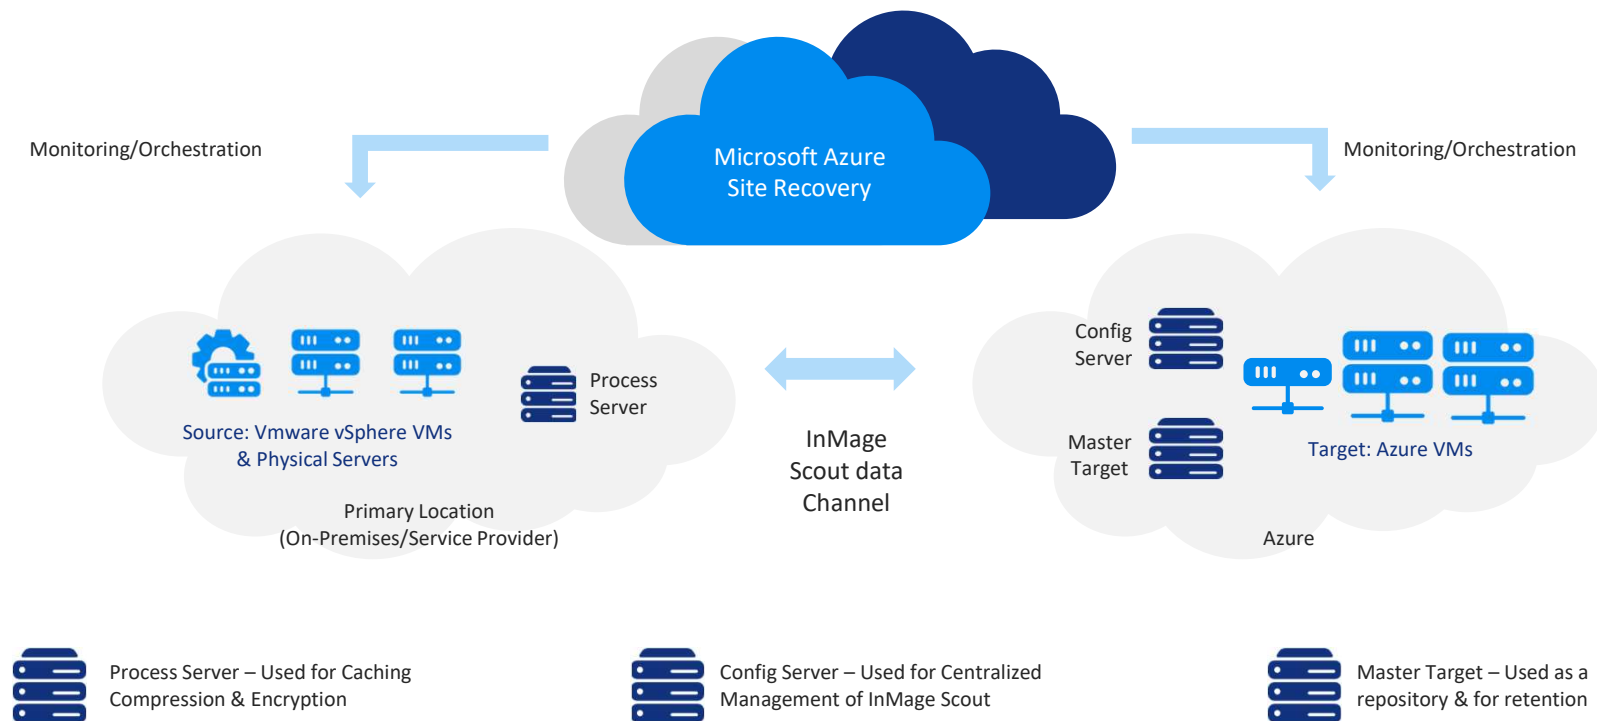 Microsoft Azure
Site Recovery
Monitoring/Orchestration
Monitoring/Orchestration
Process
Server
Source: Vmware vSphere VMs
& Physical Servers
Primary Location
(On-Premises/Service Provider)
InMage
Scout data
Channel
Config
Server
Master
Target
Target: Azure VMs
Azure
Process Server – Used for Caching
Compression & Encryption
Config Server – Used for Centralized
Management of InMage Scout
Master Target – Used as a
repository & for retention